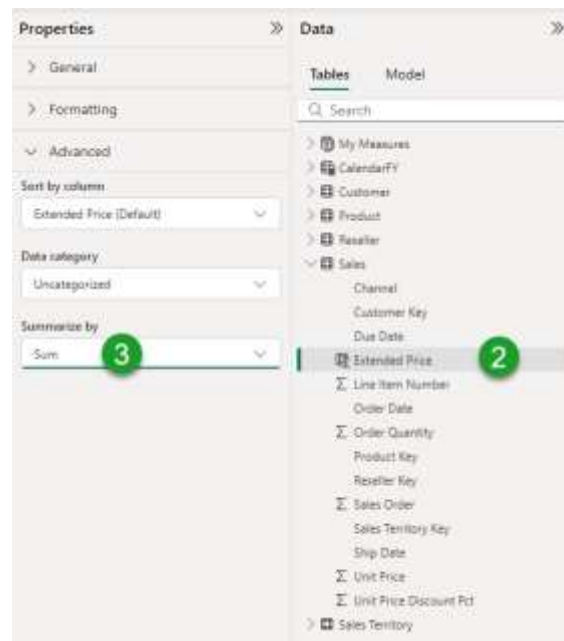 Properties
General
Formatting
Advanced
Sort by column
Extended Price (Default)
Data category
Uncategorized
Summarize by
Sum
3
Data
Tables Model
Search
My Measures
CalendarFY
Customer
Product
Reseller
Sales
Channel
Customer Key
Due Date
Extended Price
2
Line Item Number
Order Date
Order Quantity
Product Key
Reseller Key
Sales Order
Sales Territory Key
Ship Date
Unit Price
Unit Price Discount Pct
Sales Territory